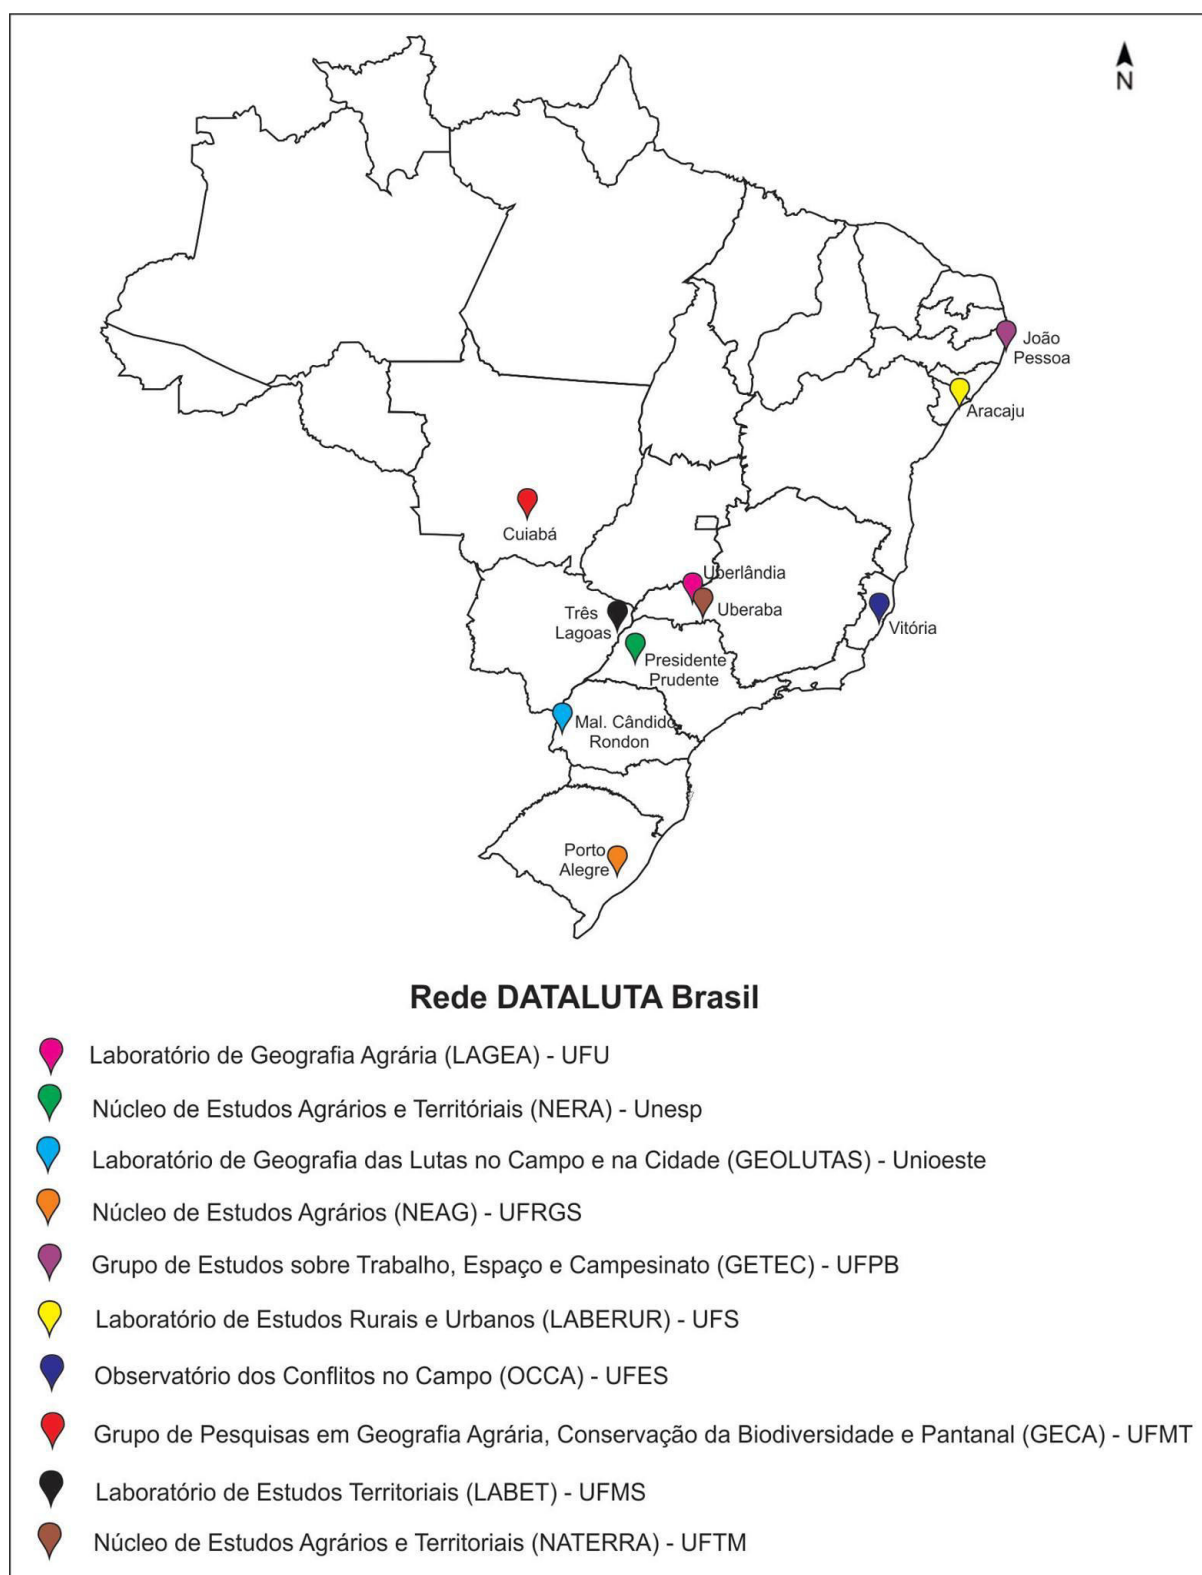 N
João
Pessoa
Aracaju
Cuiabá
Uberlândia
Uberaba
Três
Lagoas
Vitória
Presidente
Prudente
Mal. Cândido
Rondon
Porto
Alegre
Rede DATALUTA Brasil
Laboratório de Geografia Agrária (LAGEA) - UFU
Núcleo de Estudos Agrários e Territóriais (NERA) - Unesp
Laboratório de Geografia das Lutas no Campo e na Cidade (GEOLUTAS) - Unioeste
Núcleo de Estudos Agrários (NEAG) - UFRGS
Grupo de Estudos sobre Trabalho, Espaço e Campesinato (GETEC) - UFPB
Laboratório de Estudos Rurais e Urbanos (LABERUR) - UFS
Observatório dos Conflitos no Campo (OCCA) - UFES
Grupo de Pesquisas em Geografia Agrária, Conservação da Biodiversidade e Pantanal (GECA) - UFMT
Laboratório de Estudos Territoriais (LABET) - UFMS
Núcleo de Estudos Agrários e Territoriais (NATERRA) - UFTM